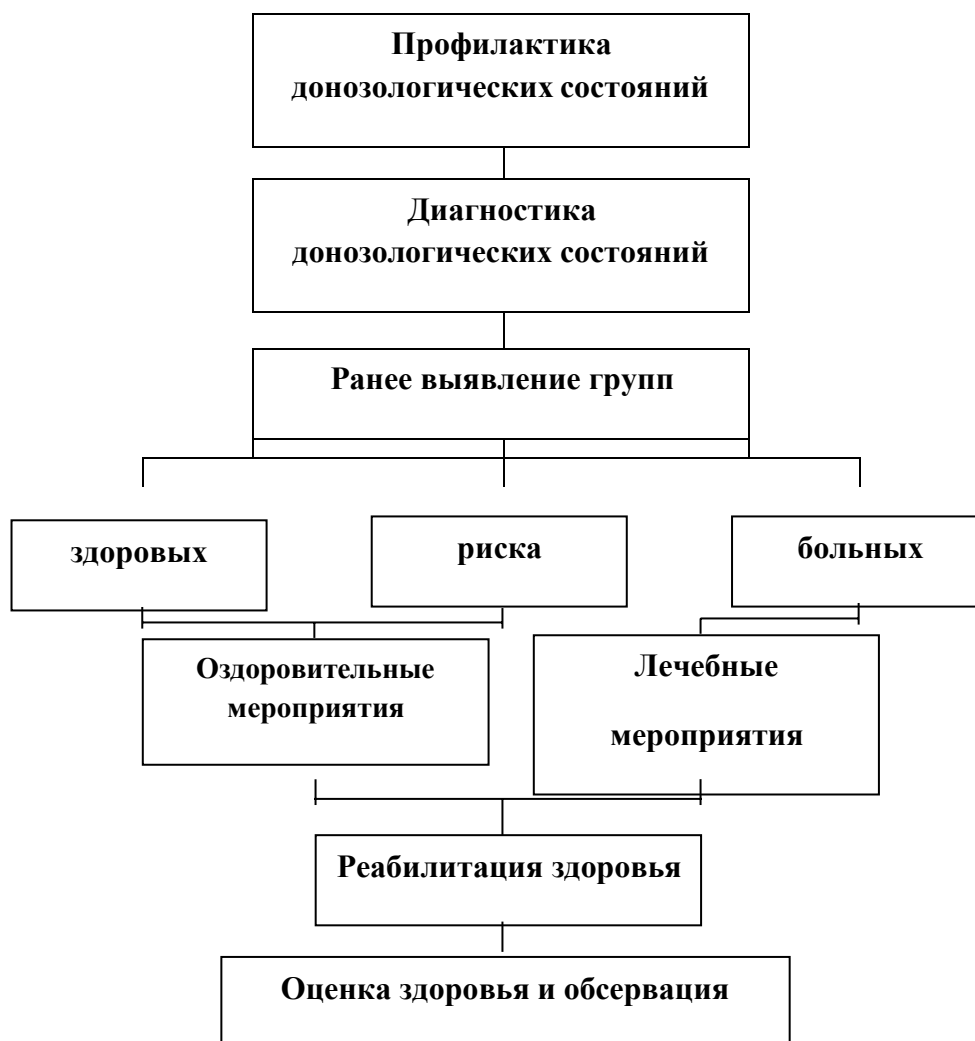 Профилактика
донозологических состояний
Диагностика
донозологических состояний
Ранее выявление групп
здоровых
риска
больных
Оздоровительные
мероприятия
Лечебные
мероприятия
Реабилитация здоровья
Оценка здоровья и обсервация